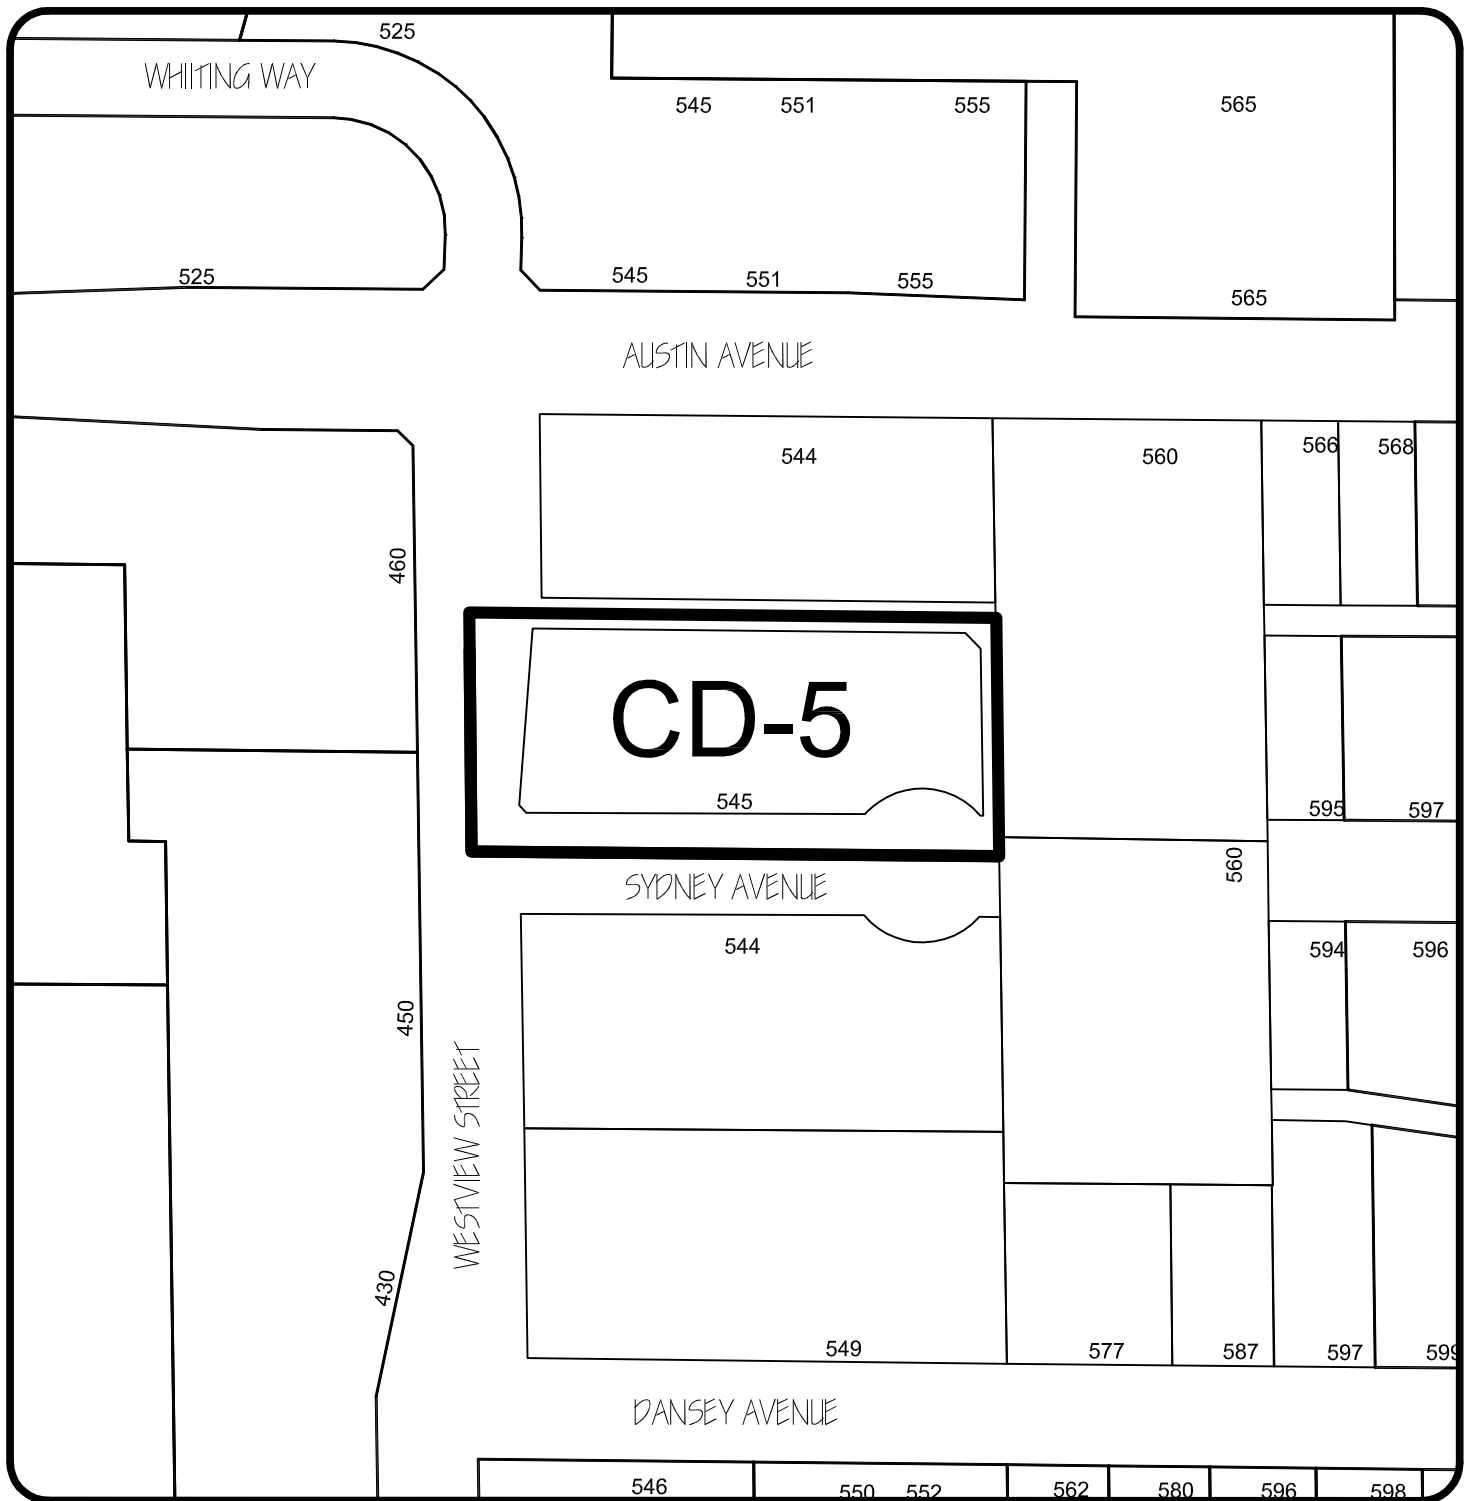 525
WHIITING WAY
545 551 555 565
525
545 551 555
565
AUSTIN AVENUE
544 560 566 568
460
CD-5
545
595 597
560
SYDNEY AVENUE
544
594 596
450
WESTVIEW STREET
430
549 577 587 597 599
DANSEY AVENUE
546 550 552 562 580 596 598